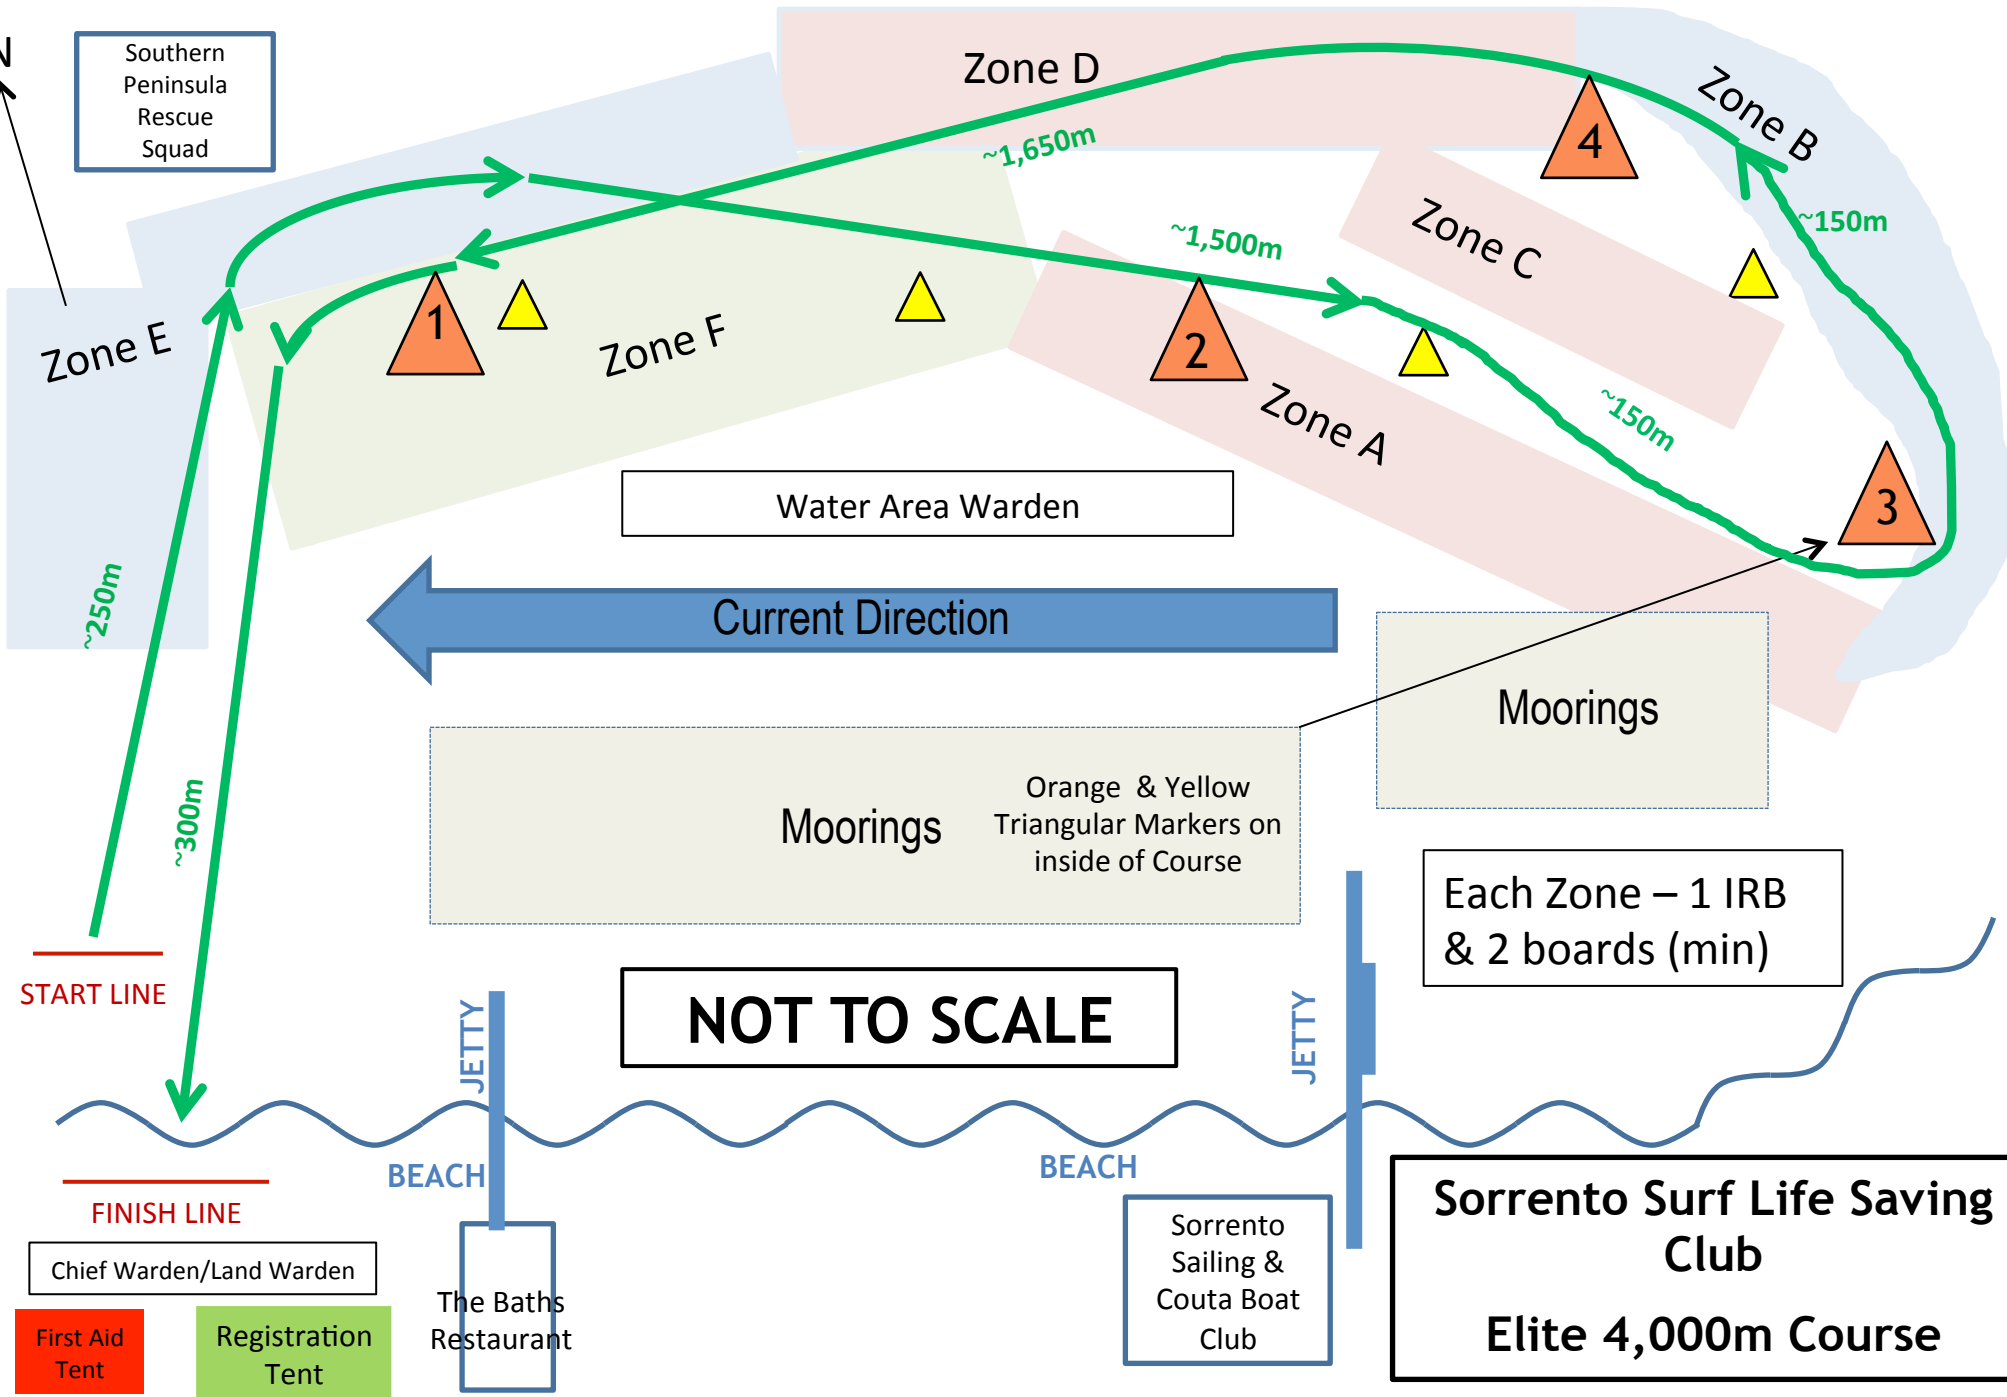 N
Southern
Peninsula
Rescue
Squad
Zone D
Zone B
~1,650m
4
Zone C
~150m
~1,500m
Zone E
1
Zone F
2
Zone A
~150m
3
Water Area Warden
~250m
Current Direction
Moorings
~300m
Moorings
Orange & Yellow
Triangular Markers on
inside of Course
Each Zone – 1 IRB
& 2 boards (min)
START LINE
JETTY
NOT TO SCALE
JETTY
BEACH
BEACH
FINISH LINE
Chief Warden/Land Warden
First Aid
Tent
Registration
Tent
The Baths
Restaurant
Sorrento
Sailing &
Couta Boat
Club
Sorrento Surf Life Saving
Club
Elite 4,000m Course